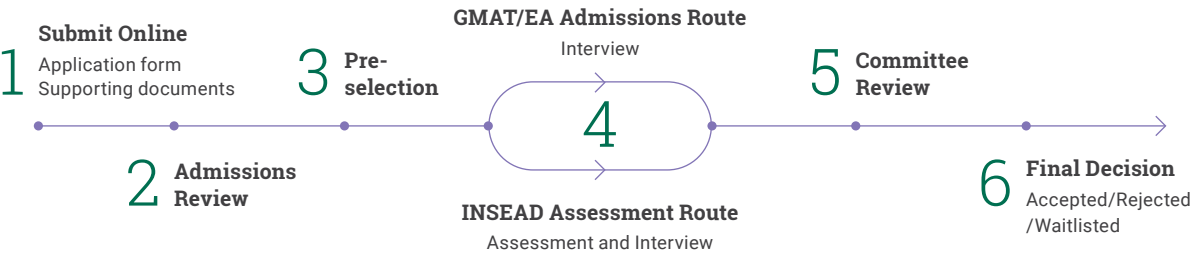 1
Submit Online
Application form
Supporting documents
2
Admissions
Review
3
Pre-
selection
GMAT/EA Admissions Route
Interview
4
INSEAD Assessment Route
Assessment and Interview
5
Committee
Review
6
Final Decision
Accepted/Rejected
/Waitlisted